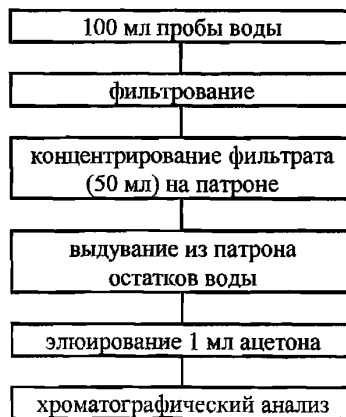 100 мл пробы воды
фильтрование
концентрирование фильтрата
(50 мл) на патроне
выдувание из патрона
остатков воды
элюирование 1 мл ацетона
хроматографический анализ